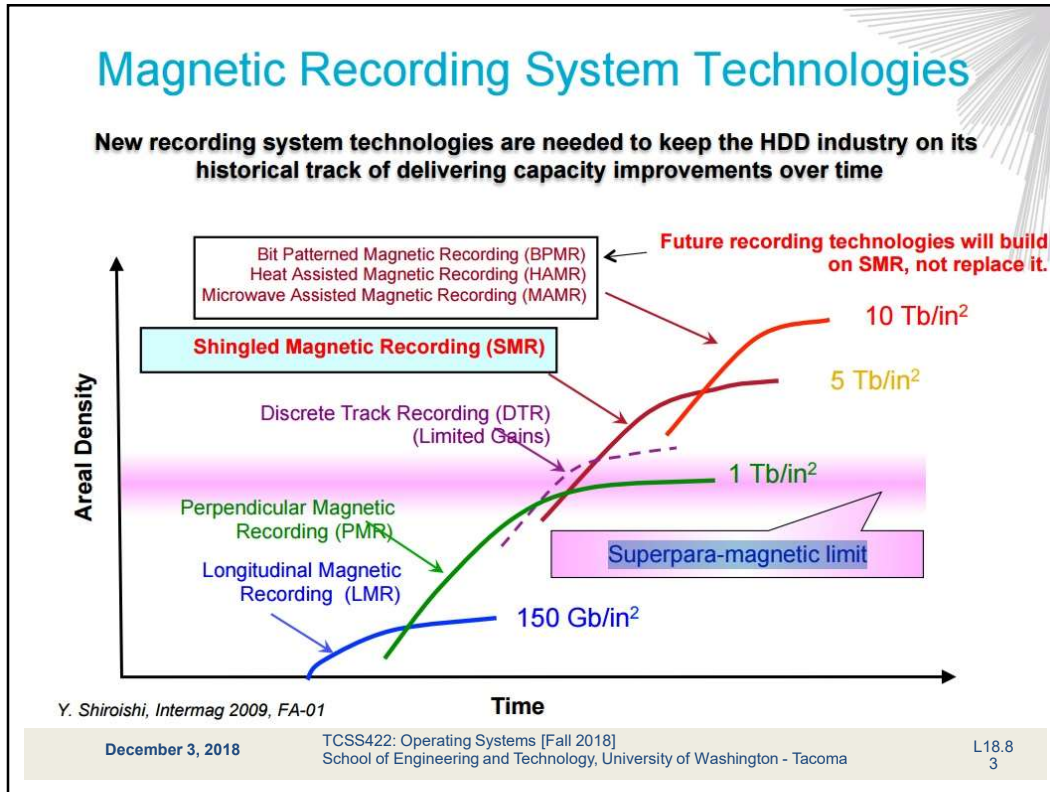 Magnetic Recording System Technologies
New recording system technologies are needed to keep the HDD industry on its
historical track of delivering capacity improvements over time
Bit Patterned Magnetic Recording (BPMR)
Heat Assisted Magnetic Recording (HAMR)
Microwave Assisted Magnetic Recording (MAMR)
Future recording technologies will build
on SMR, not replace it.
10 Tb/in²
Shingled Magnetic Recording (SMR)
5 Tb/in²
Discrete Track Recording (DTR)
(Limited Gains)
1 Tb/in²
Areal Density
Perpendicular Magnetic
Recording (PMR)
Superpara-magnetic limit
Longitudinal Magnetic
Recording (LMR)
150 Gb/in²
Time
Y. Shiroishi, Intermag 2009, FA-01
December 3, 2018
TCSS422: Operating Systems [Fall 2018]
School of Engineering and Technology, University of Washington - Tacoma
L18.8
3